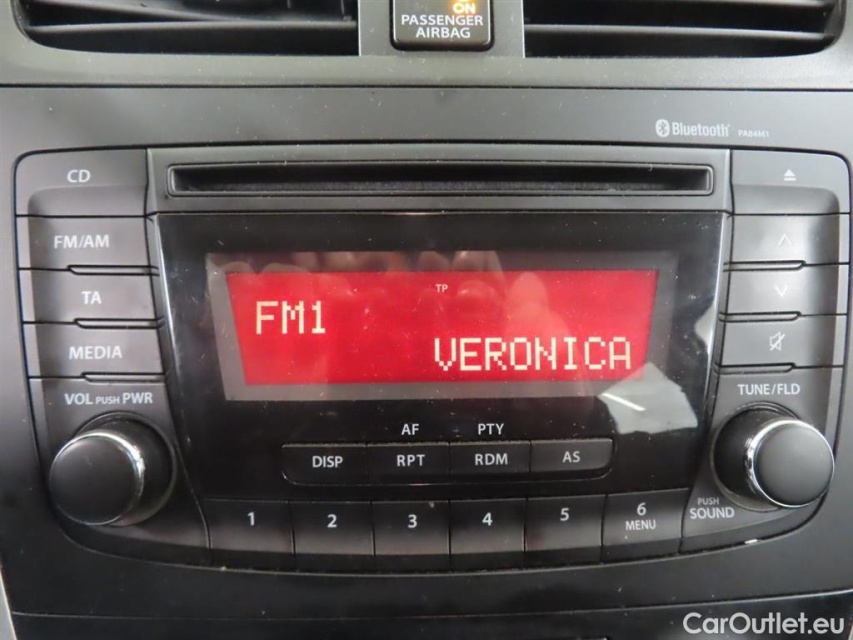 ON
PASSENGER
AIRBAG
Bluetooth PA84M1
CD
FM/AM
TA
MEDIA
VOL PUSH PWR
TP
FM1
VERONICA
AF PTY
DISP RPT RDM AS
1 2 3 4 5 6
MENU
TUNE/FLD
PUSH
SOUND
CarOutlet.eu